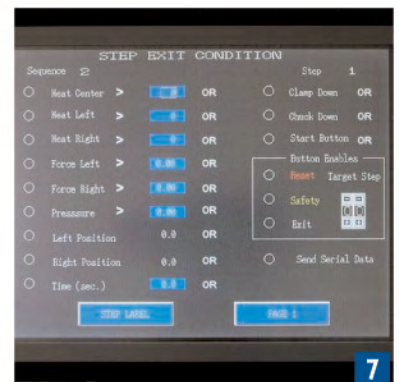 STEP EXIT CONDITION
Sequence 2 Step 1
Heat Center > OR Clamp Down OR
Heat Left > OR Chuck Down OR
Heat Right > OR Start Button OR
Button Enables
Force Left > 0.00 OR Reset Target Step
Force Right > 0.00 OR Safety
Presssure > 0.00 OR Exit
Left Position 0.0 OR
Right Position 0.0 OR Send Serial Data
Time (sec.) 0.0 OR
STEP LABEL PAGE 1
7